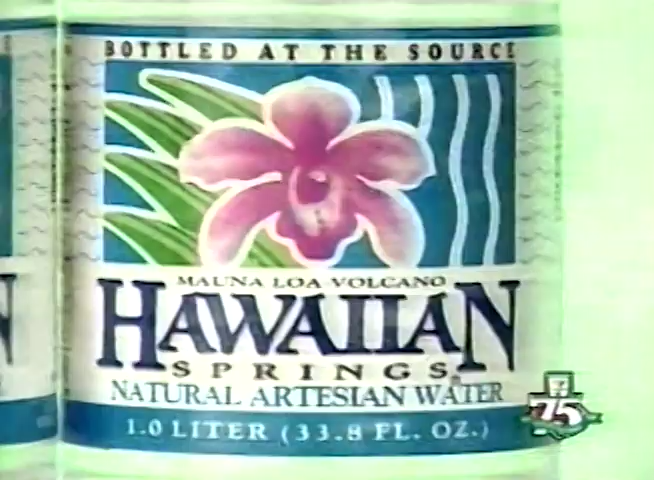 BOTTLED AT THE SOURCE
MAUNA LOA VOLCANO
HAWAIIAN
SPRINGS®
NATURAL ARTESIAN WATER
1.0 LITER (33.8 FL. OZ.)
75